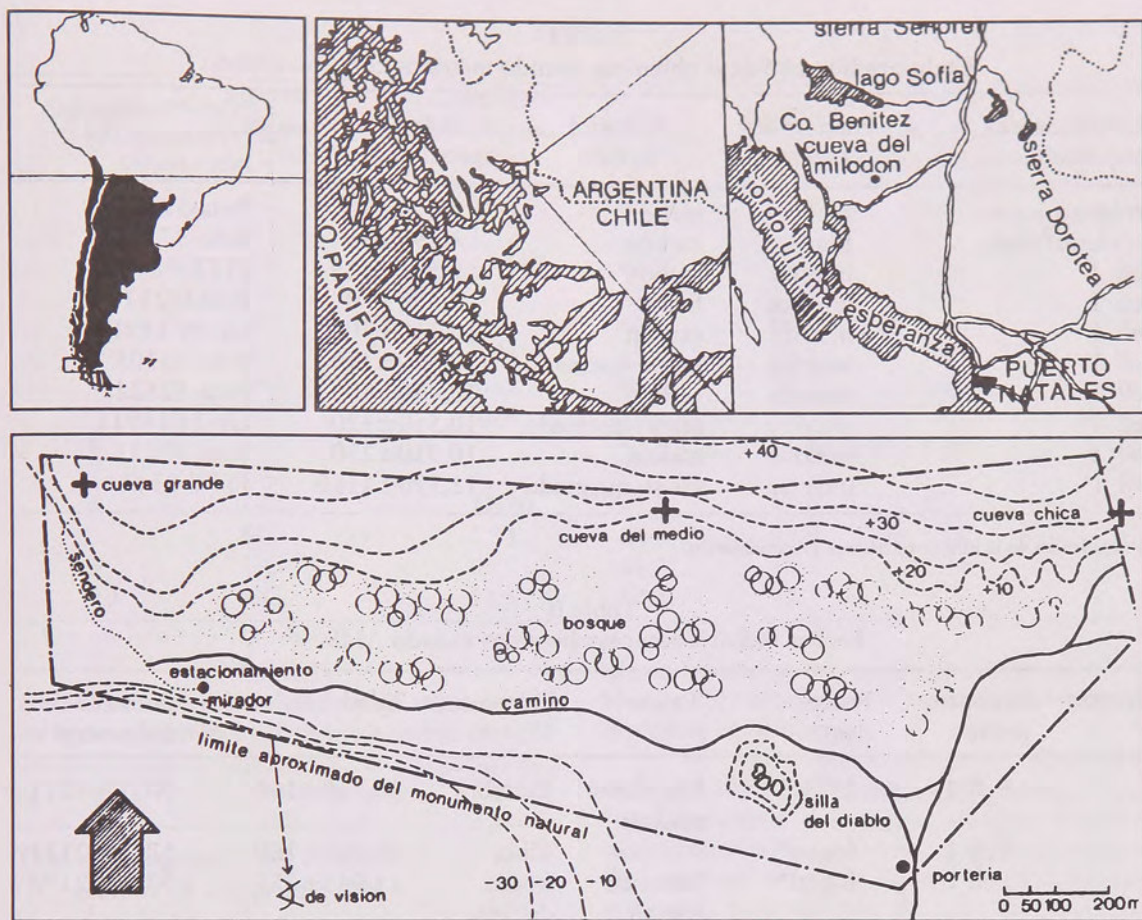 O. PACIFICO
ARGENTINA
CHILE
sierra Señoret
lago Sofia
Co. Benitez
cueva del
milodon
sierra Dorotea
fiordo ultima esperanza
PUERTO
NATALES
+40
cueva grande
cueva del medio
+30
cueva chica
+20
+10
sendero
bosque
estacionamiento
mirador
camino
limite aproximado del monumento natural
silla
del diablo
-30 -20 -10
porteria
de vision
0 50 100 200 m